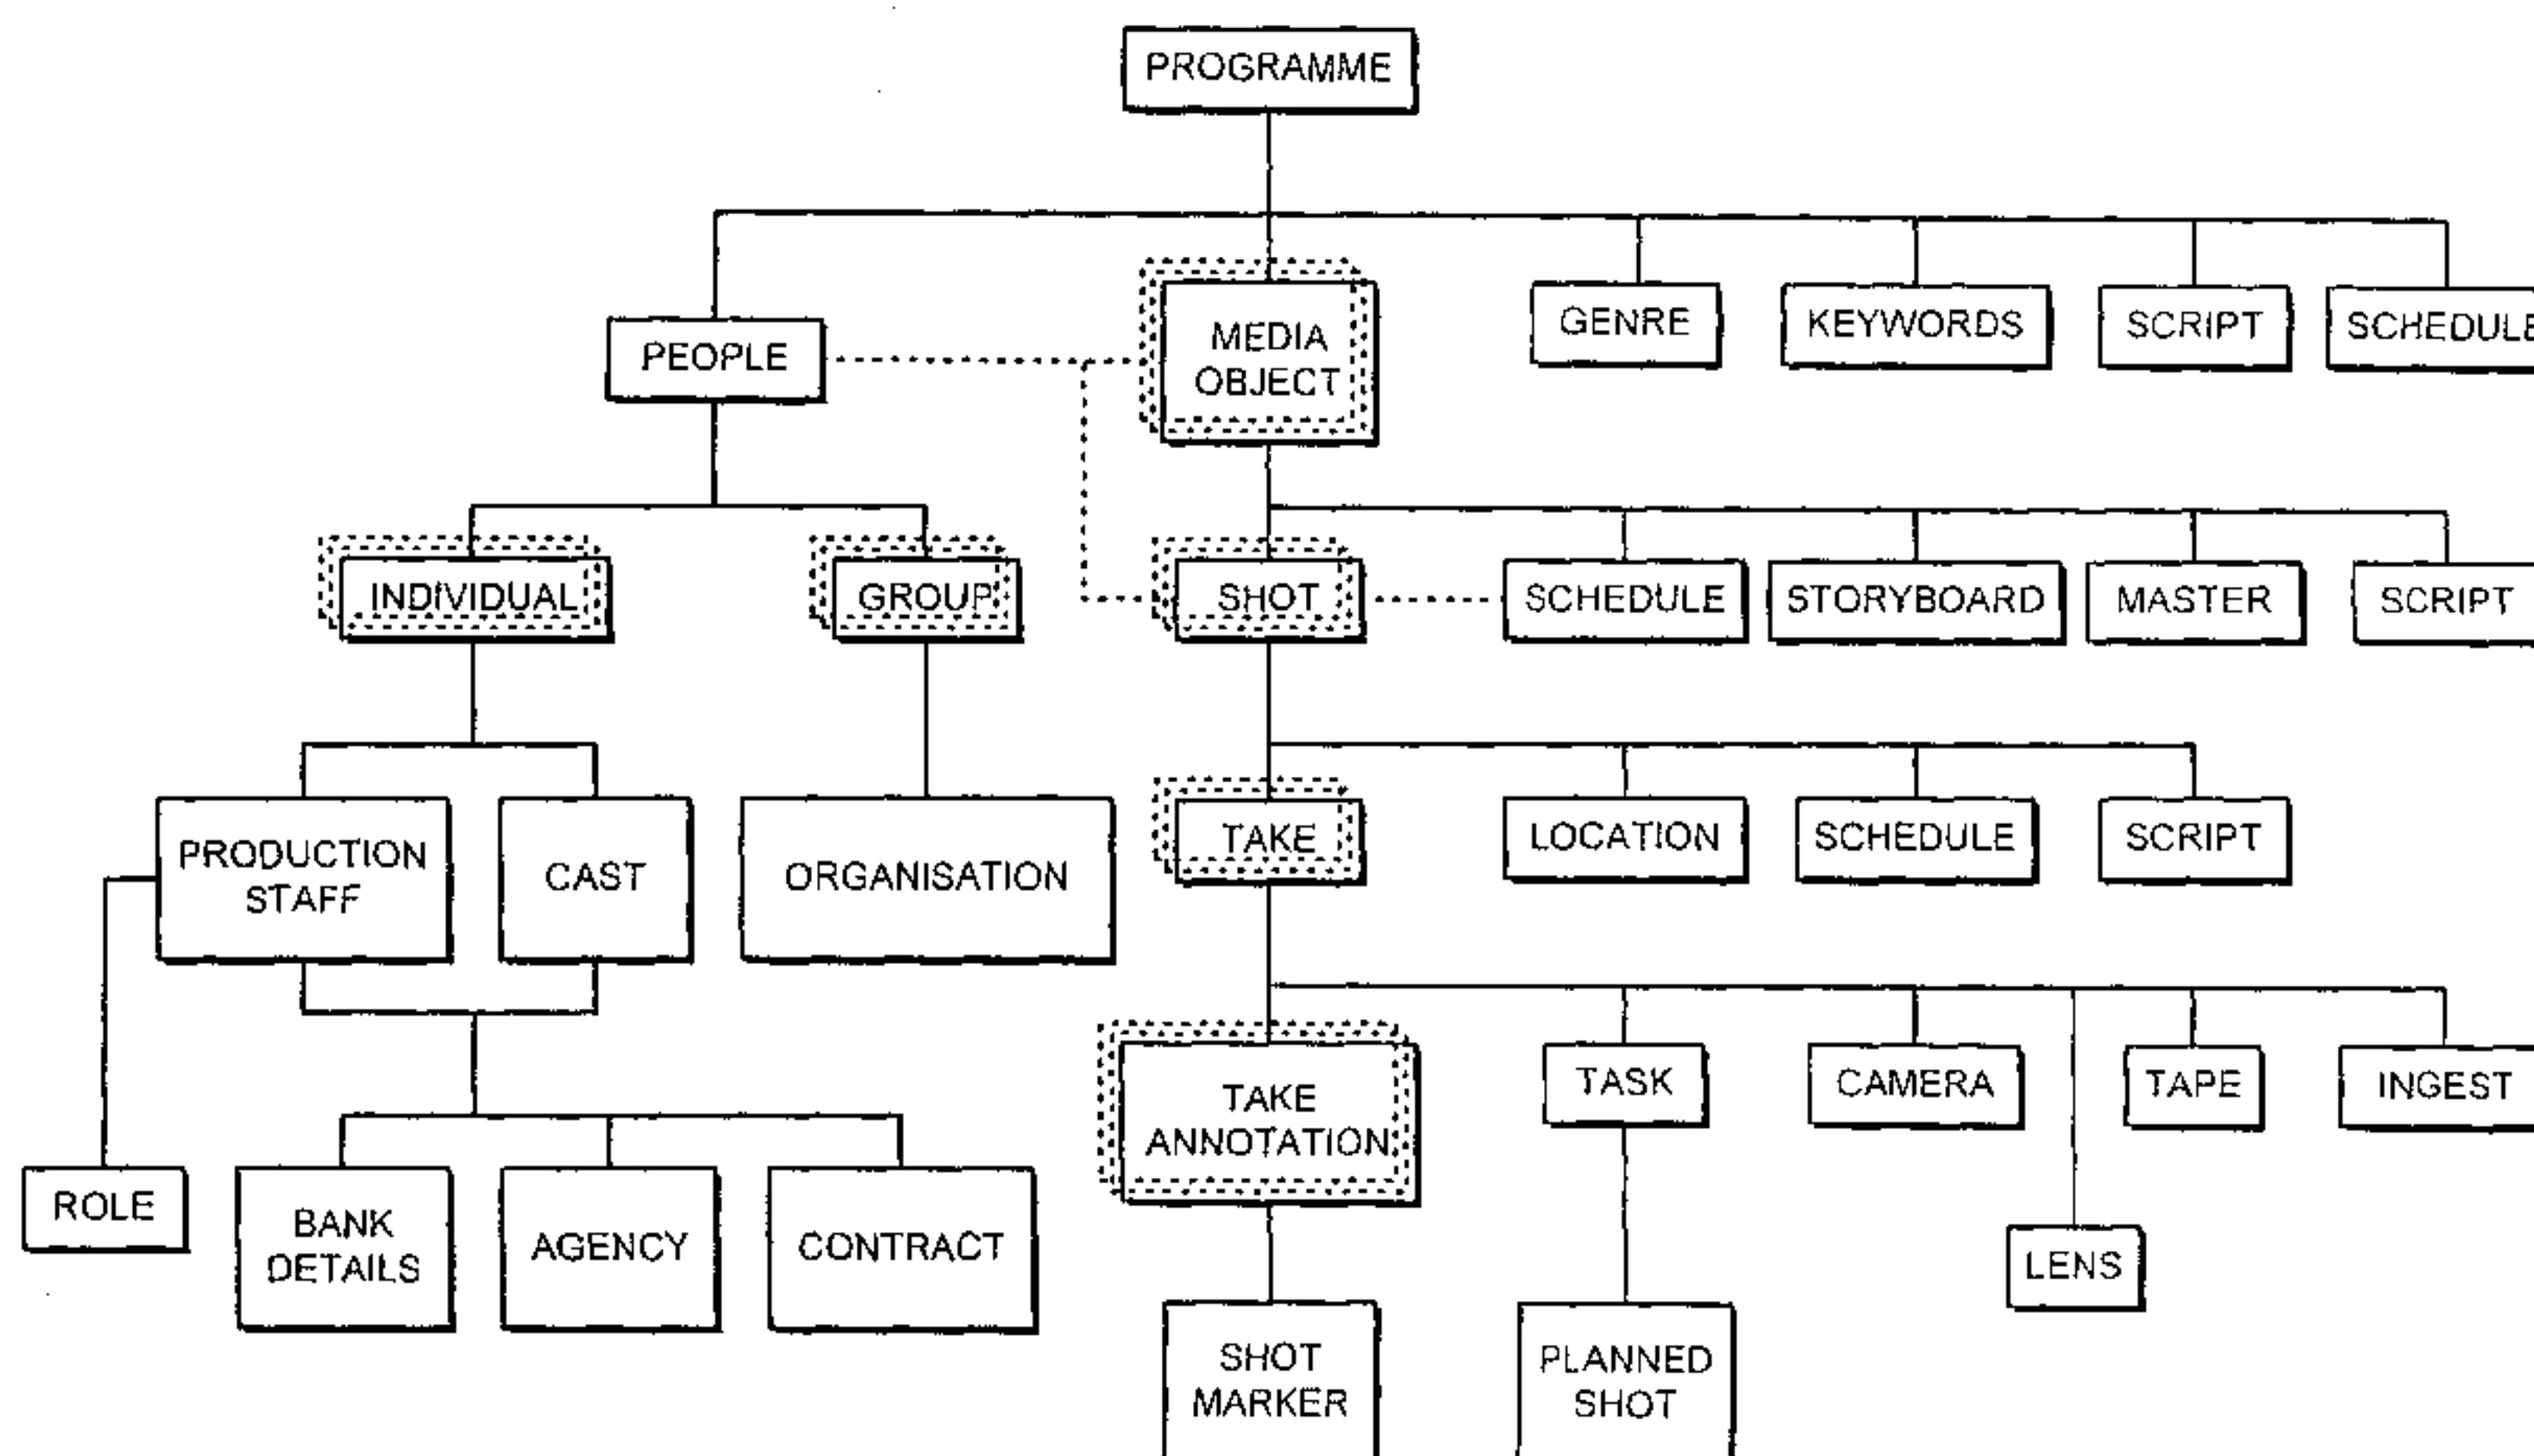 PROGRAMME
PEOPLE
MEDIA
OBJECT
GENRE
KEYWORDS
SCRIPT
SCHEDULE
INDIVIDUAL
GROUP
SHOT
SCHEDULE
STORYBOARD
MASTER
SCRIPT
PRODUCTION
STAFF
CAST
ORGANISATION
TAKE
LOCATION
SCHEDULE
SCRIPT
TAKE
ANNOTATION
TASK
CAMERA
TAPE
INGEST
ROLE
BANK
DETAILS
AGENCY
CONTRACT
LENS
SHOT
MARKER
PLANNED
SHOT